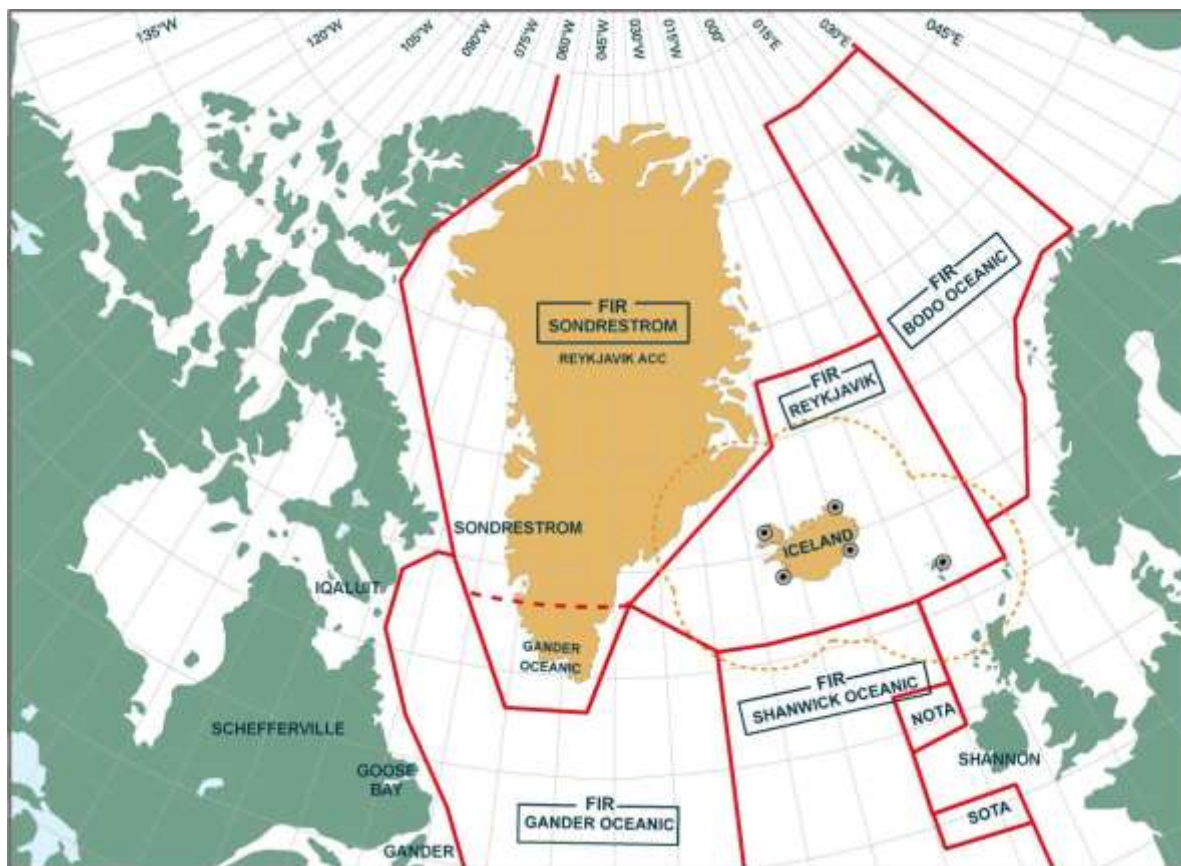 135°W
120°W
105°W
090°W
075°W
060°W
045°W
030°W
015°W
000°
015°E
030°E
045°E
FIR
BODO OCEANIC
FIR
SONDRESTROM
REYKJAVIK ACC
FIR
REYKJAVIK
SONDRESTROM
ICELAND
IQALUIT
GANDER
OCEANIC
FIR
SHANWICK OCEANIC
NOTA
SCHEFFERVILLE
SHANNON
GOOSE
BAY
FIR
GANDER OCEANIC
SOTA
GANDER